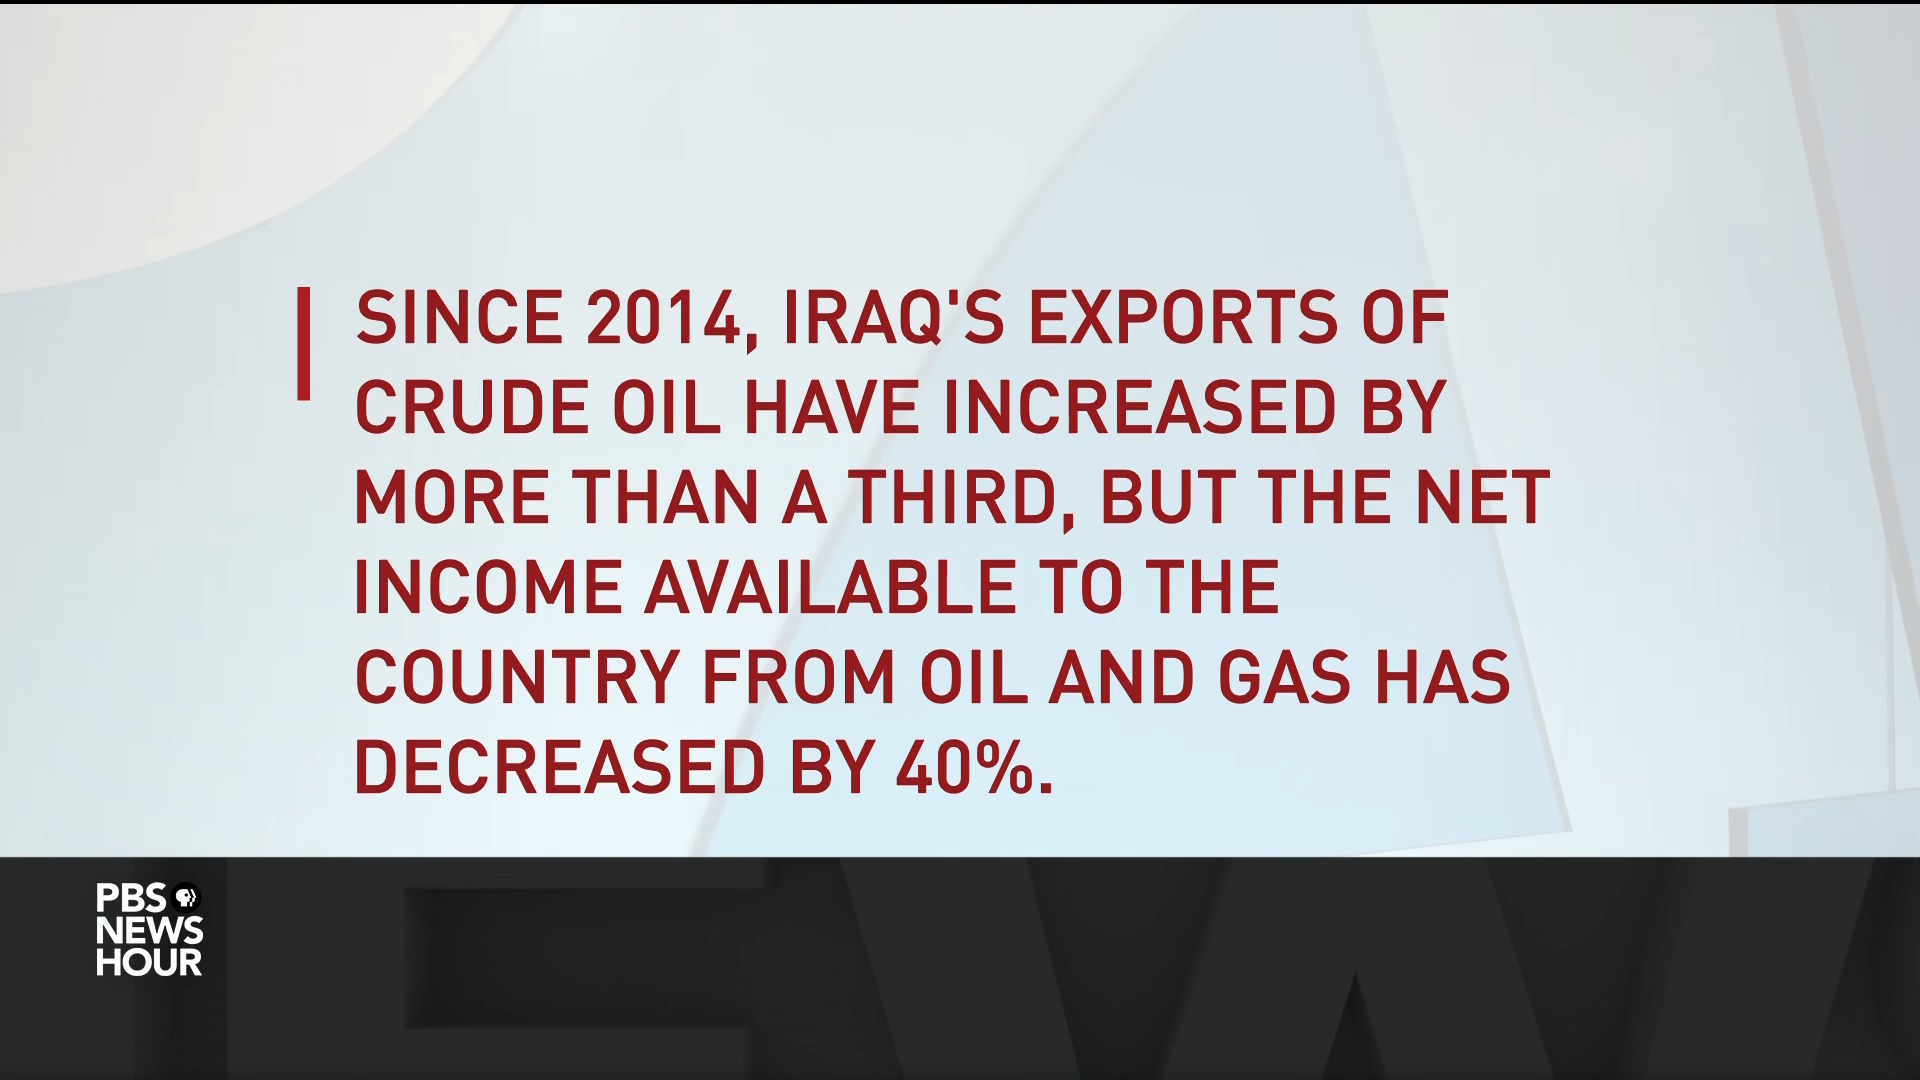 SINCE 2014, IRAQ'S EXPORTS OF
CRUDE OIL HAVE INCREASED BY
MORE THAN A THIRD, BUT THE NET
INCOME AVAILABLE TO THE
COUNTRY FROM OIL AND GAS HAS
DECREASED BY 40%.
PBS
NEWS
HOUR